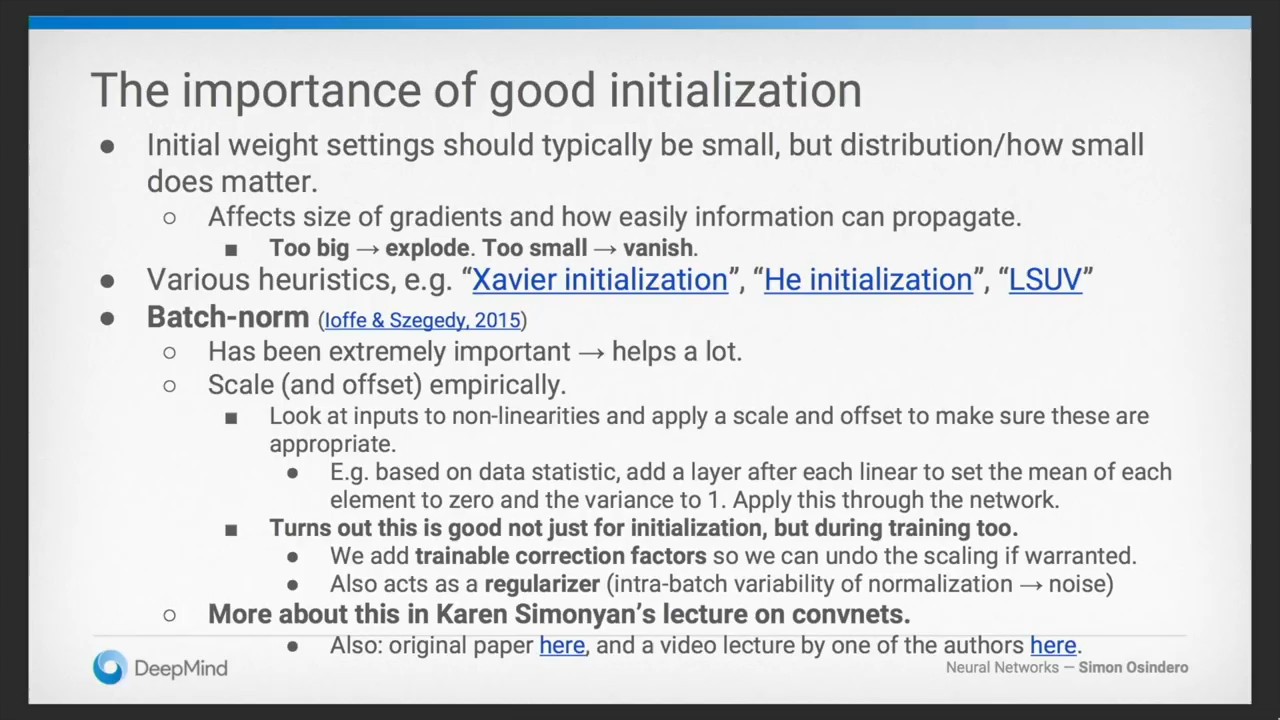 The importance of good initialization
● Initial weight settings should typically be small, but distribution/how small
does matter.
○ Affects size of gradients and how easily information can propagate.
■ Too big → explode. Too small → vanish.
● Various heuristics, e.g. “Xavier initialization”, “He initialization”, “LSUV”
● Batch-norm (Ioffe & Szegedy, 2015)
○ Has been extremely important → helps a lot.
○ Scale (and offset) empirically.
■ Look at inputs to non-linearities and apply a scale and offset to make sure these are
appropriate.
● E.g. based on data statistic, add a layer after each linear to set the mean of each
element to zero and the variance to 1. Apply this through the network.
■ Turns out this is good not just for initialization, but during training too.
● We add trainable correction factors so we can undo the scaling if warranted.
● Also acts as a regularizer (intra-batch variability of normalization → noise)
○ More about this in Karen Simonyan’s lecture on convnets.
● Also: original paper here, and a video lecture by one of the authors here.
DeepMind
Neural Networks — Simon Osindero